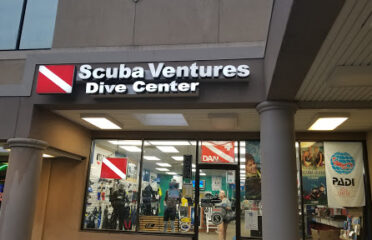 Scuba Ventures
Dive Center
DAN
PADI